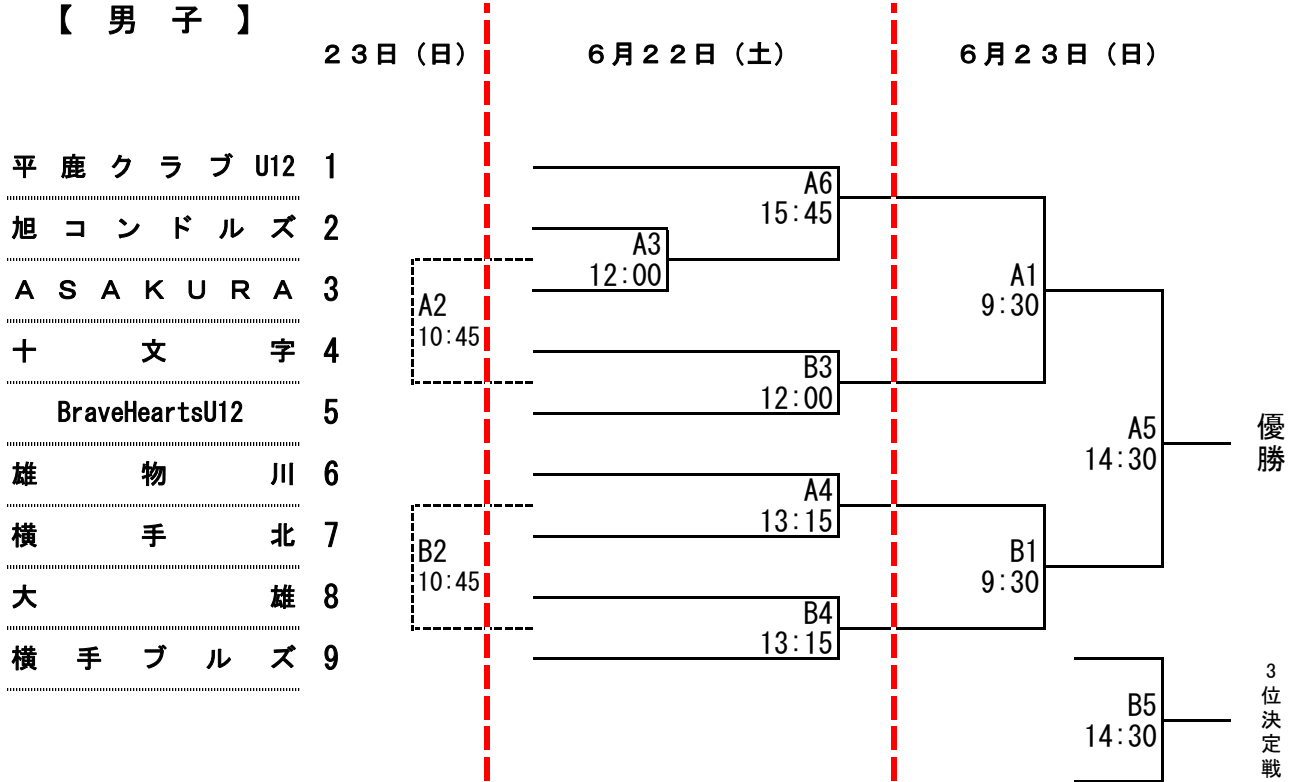 【 男 子 】
２３日（日）
６月２２日（土）
６月２３日（日）
平鹿クラブU12 1
旭コンドルズ 2
ＡＳＡＫＵＲＡ 3
十文字 4
BraveHeartsU12 5
雄物川 6
横手北 7
大雄 8
横手ブルズ 9
A2
10:45
B2
10:45
A6
15:45
A3
12:00
B3
12:00
A4
13:15
B4
13:15
A1
9:30
B1
9:30
A5
14:30
優勝
B5
14:30
3位決定戦